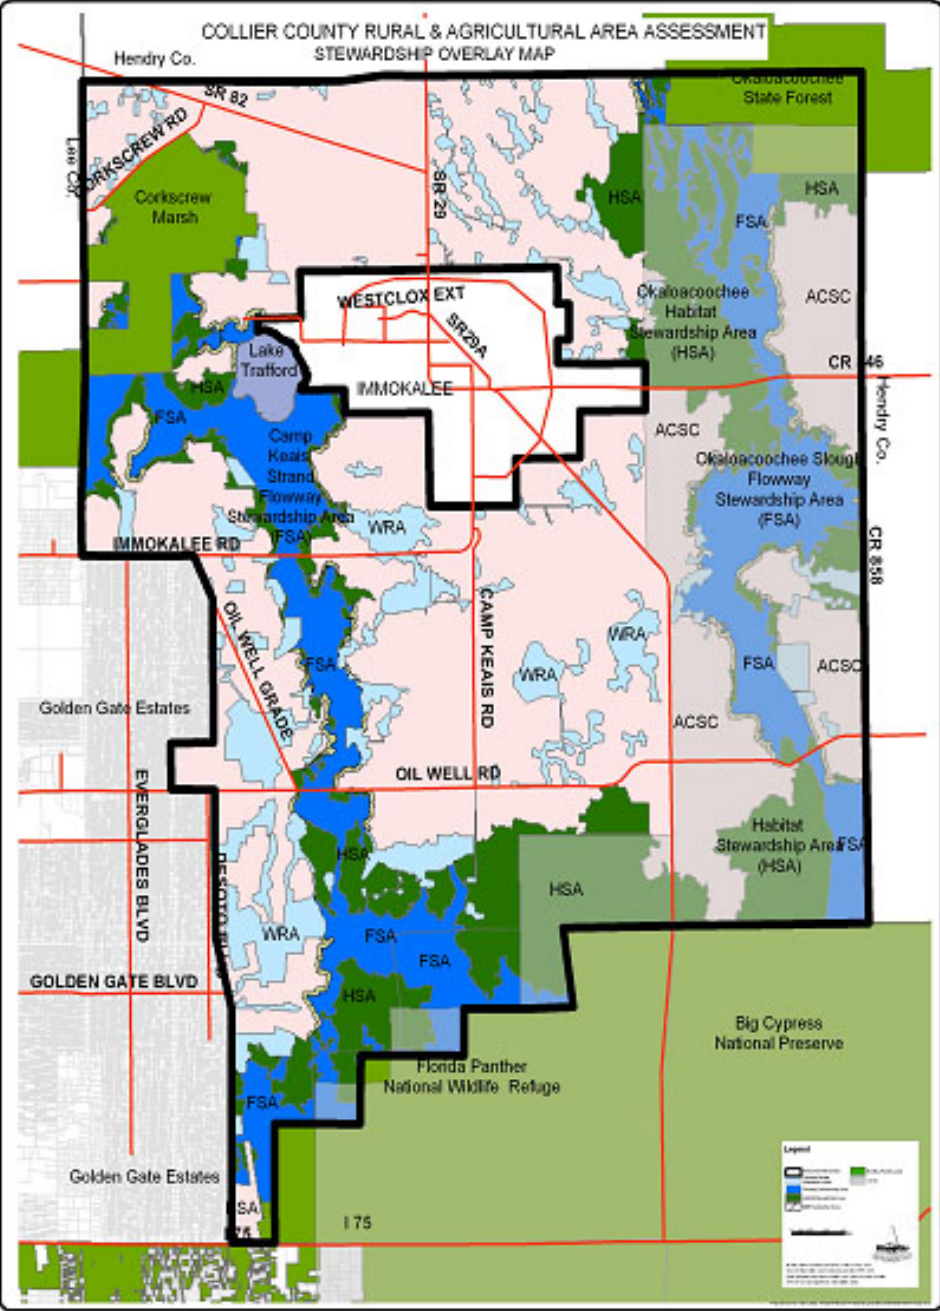 COLLIER COUNTY RURAL & AGRICULTURAL AREA ASSESSMENT
STEWARDSHIP OVERLAY MAP
Hendry Co.
Okaloacoochee
State Forest
SR 82
CORKSCREW RD
Lee Co.
Corkscrew
Marsh
SR 29
HSA
HSA
FSA
WESTCLOX EXT
SR29A
Okaloacoochee
Habitat
Stewardship Area
(HSA)
ACSC
Lake
Trafford
IMMOKALEE
CR 846
Hendry Co.
HSA
FSA
ACSC
Camp
Keais
Strand
Flowway
Stewardship Area
(FSA)
Okaloacoochee Slough
Flowway
Stewardship Area
(FSA)
WRA
IMMOKALEE RD
CR 858
OIL WELL GRADE
CAMP KEAIS RD
WRA
FSA
WRA
FSA
ACSC
Golden Gate Estates
ACSC
OIL WELL RD
EVERGLADES BLVD
HSA
Habitat
Stewardship Area
(HSA)
FSA
HSA
WRA
FSA
FSA
GOLDEN GATE BLVD
HSA
Big Cypress
National Preserve
Florida Panther
National Wildlife Refuge
FSA
Golden Gate Estates
I 75
Legend